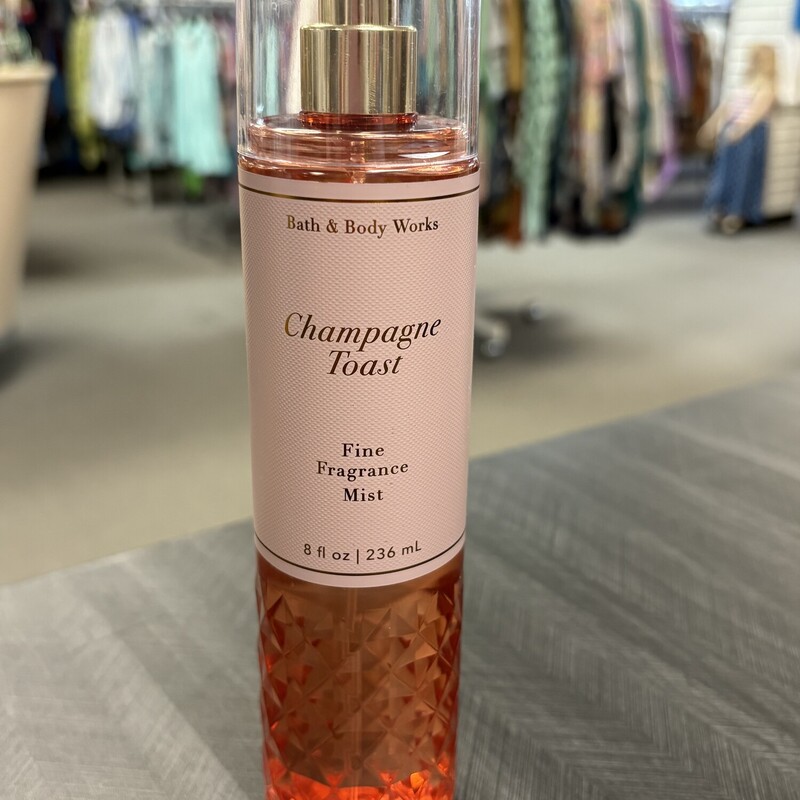 Bath & Body Works
Champagne
Toast
Fine
Fragrance
Mist
8 fl oz | 236 mL